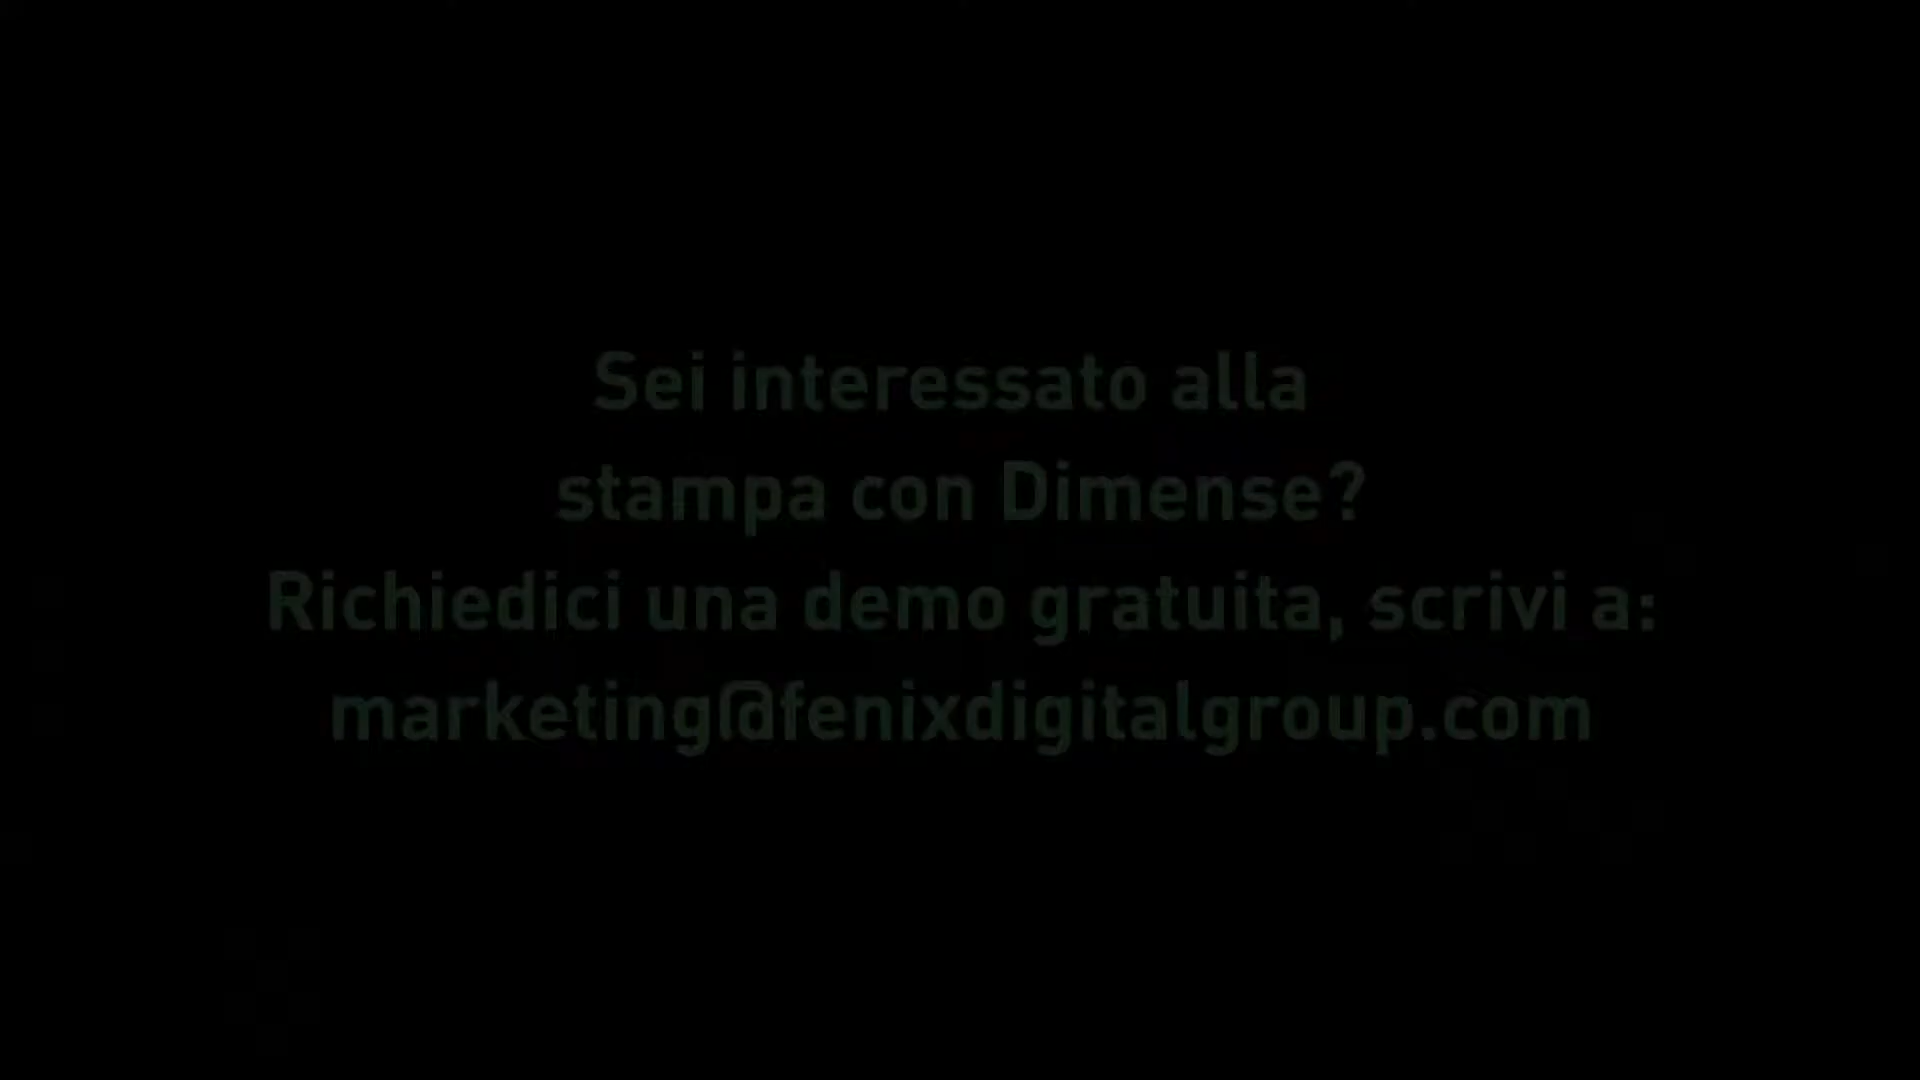 Sei interessato alla
stampa con Dimense?
Richiedici una demo gratuita, scrivi a:
marketing@fenixdigitalgroup.com